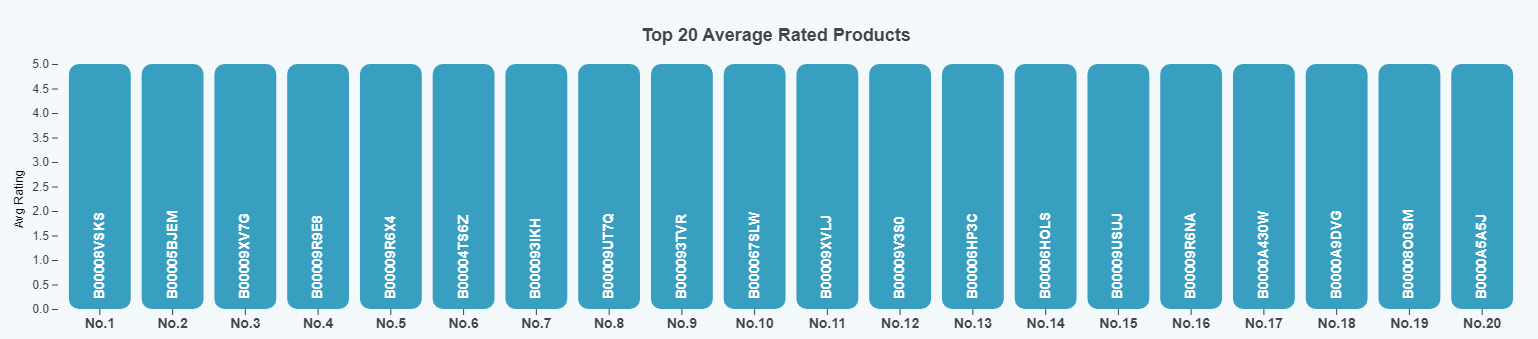 Top 20 Average Rated Products
Avg Rating
5.0
4.5
4.0
3.5
3.0
2.5
2.0
1.5
1.0
0.5
0.0
B00008VSKS
B00005BJEM
B00009XV7G
B00009R9E8
B00009R6X4
B00004TS6Z
B000093IKH
B00009UT7Q
B000093TVR
B000067SLW
B00009XVLJ
B00009V3S0
B00006HP3C
B00006HOLS
B00009USUJ
B00009R6NA
B0000A430W
B0000A9DVG
B00008O0SM
B0000A5A5J
No.1 No.2 No.3 No.4 No.5 No.6 No.7 No.8 No.9 No.10 No.11 No.12 No.13 No.14 No.15 No.16 No.17 No.18 No.19 No.20